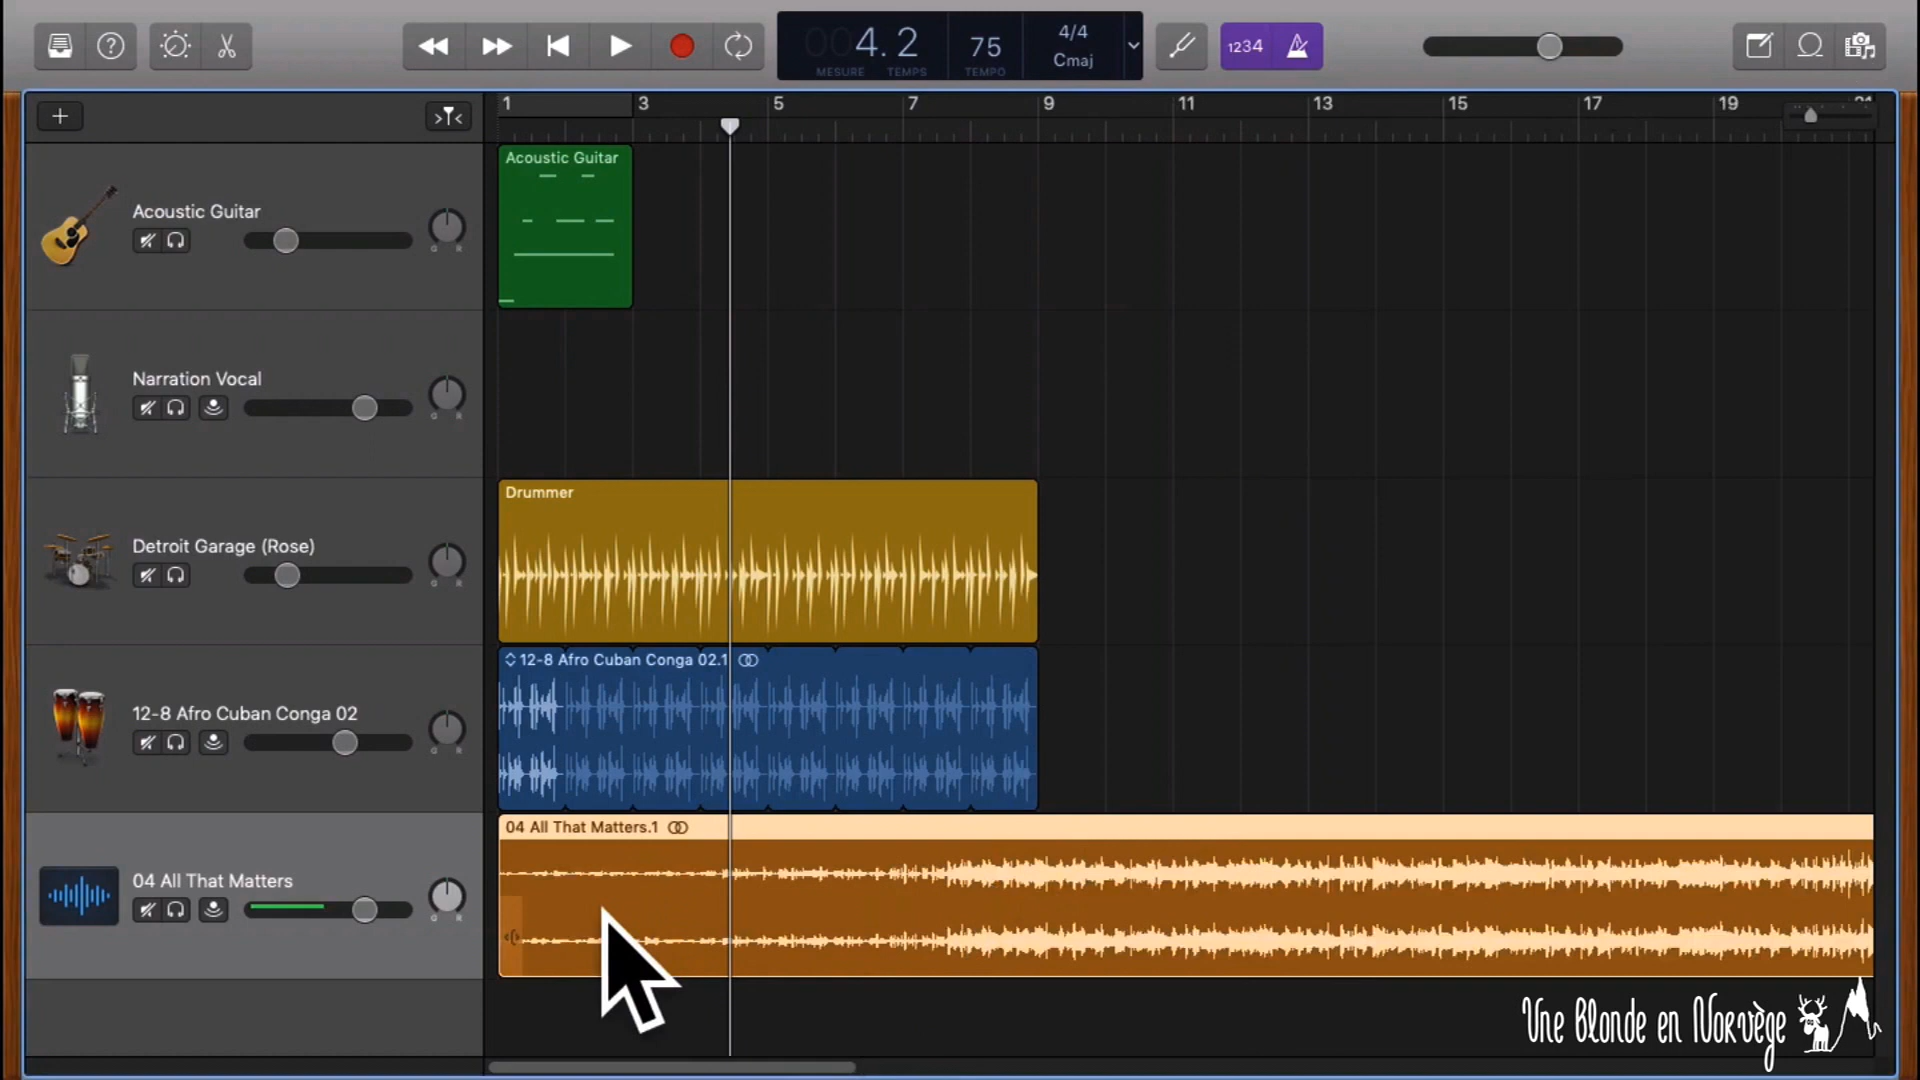 004.2
MESURE TEMPS
75
TEMPO
4/4
Cmaj
1234
1 3 5 7 9 11 13 15 17 19 21
Acoustic Guitar
G R
Acoustic Guitar
Narration Vocal
G R
Detroit Garage (Rose)
G R
Drummer
12-8 Afro Cuban Conga 02
G R
12-8 Afro Cuban Conga 02.1
04 All That Matters
G R
04 All That Matters.1
Une Blonde en Norvège